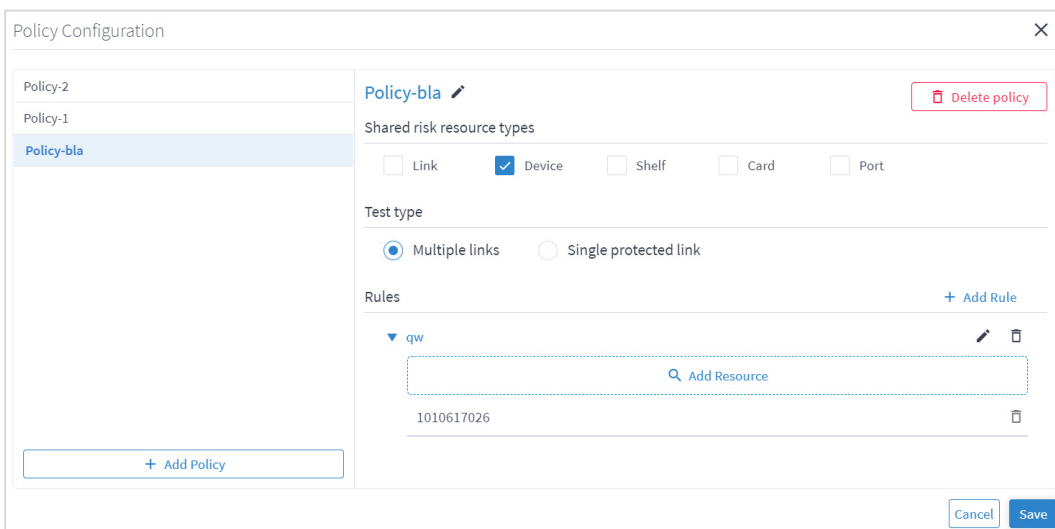 Policy Configuration
Policy-2
Policy-1
Policy-bla
+ Add Policy
Policy-bla
Delete policy
Shared risk resource types
Link Device Shelf Card Port
Test type
Multiple links Single protected link
Rules
+ Add Rule
qw
Add Resource
1010617026
Cancel Save